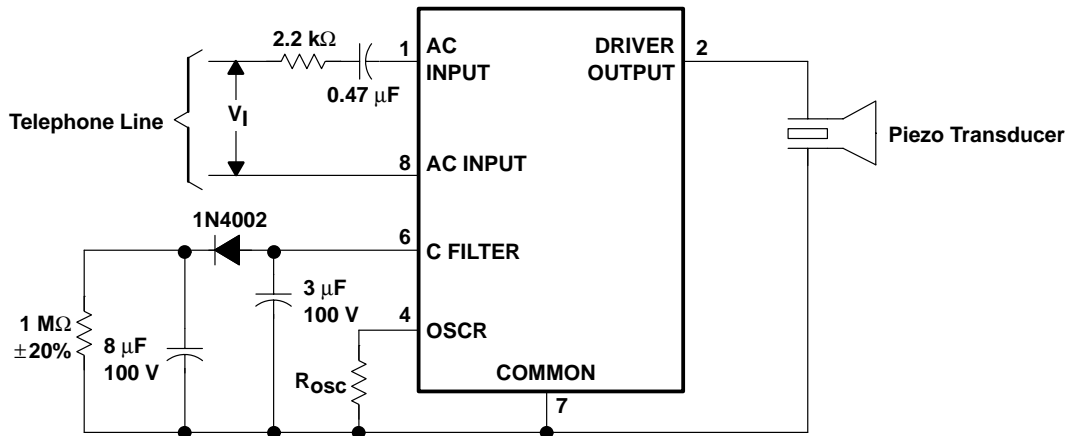 2.2 kΩ
0.47 μF
1
AC
INPUT
DRIVER
OUTPUT
2
Telephone Line
VI
Piezo Transducer
8
AC INPUT
1N4002
6
C FILTER
3 μF
100 V
4
OSCR
1 MΩ
±20%
8 μF
100 V
Rosc
COMMON
7